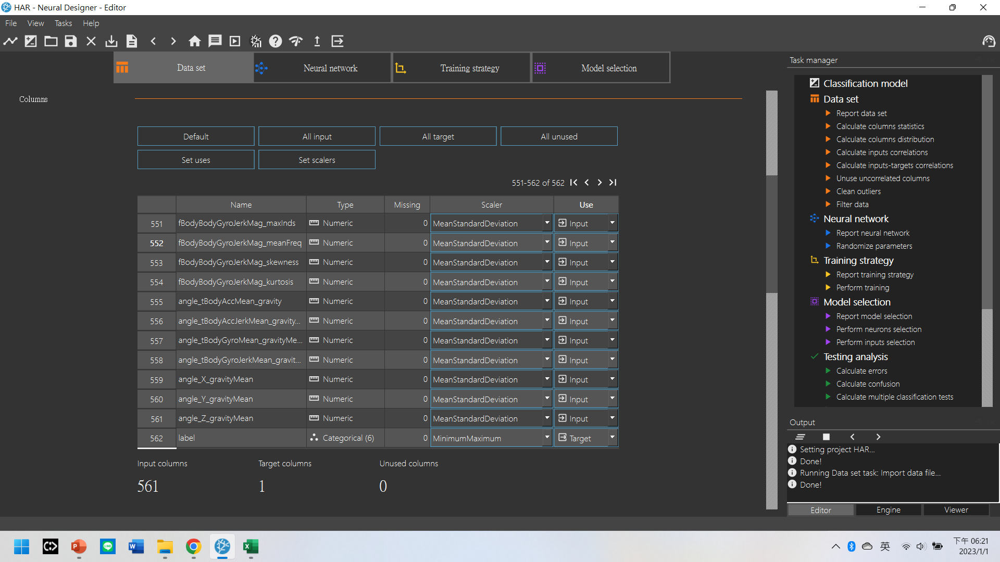 HAR - Neural Designer - Editor
File View Tasks Help
Data set Neural network Training strategy Model selection
Columns
Default All input All target All unused
Set uses Set scalers
551-562 of 562
Name Type Missing Scaler Use
551 fBodyBodyGyroJerkMag_maxInds Numeric 0 MeanStandardDeviation Input
552 fBodyBodyGyroJerkMag_meanFreq Numeric 0 MeanStandardDeviation Input
553 fBodyBodyGyroJerkMag_skewness Numeric 0 MeanStandardDeviation Input
554 fBodyBodyGyroJerkMag_kurtosis Numeric 0 MeanStandardDeviation Input
555 angle_tBodyAccMean_gravity Numeric 0 MeanStandardDeviation Input
556 angle_tBodyAccJerkMean_gravity... Numeric 0 MeanStandardDeviation Input
557 angle_tBodyGyroMean_gravityMe... Numeric 0 MeanStandardDeviation Input
558 angle_tBodyGyroJerkMean_gravit... Numeric 0 MeanStandardDeviation Input
559 angle_X_gravityMean Numeric 0 MeanStandardDeviation Input
560 angle_Y_gravityMean Numeric 0 MeanStandardDeviation Input
561 angle_Z_gravityMean Numeric 0 MeanStandardDeviation Input
562 label Categorical (6) 0 MinimumMaximum Target
Input columns Target columns Unused columns
561 1 0
Task manager
Classification model
Data set
Report data set
Calculate columns statistics
Calculate columns distribution
Calculate inputs correlations
Calculate inputs-targets correlations
Unuse uncorrelated columns
Clean outliers
Filter data
Neural network
Report neural network
Randomize parameters
Training strategy
Report training strategy
Perform training
Model selection
Report model selection
Perform neurons selection
Perform inputs selection
Testing analysis
Calculate errors
Calculate confusion
Calculate multiple classification tests
Output
Setting project HAR...
Done!
Running Data set task: Import data file...
Done!
Editor Engine Viewer
英
下午 06:21
2023/1/1